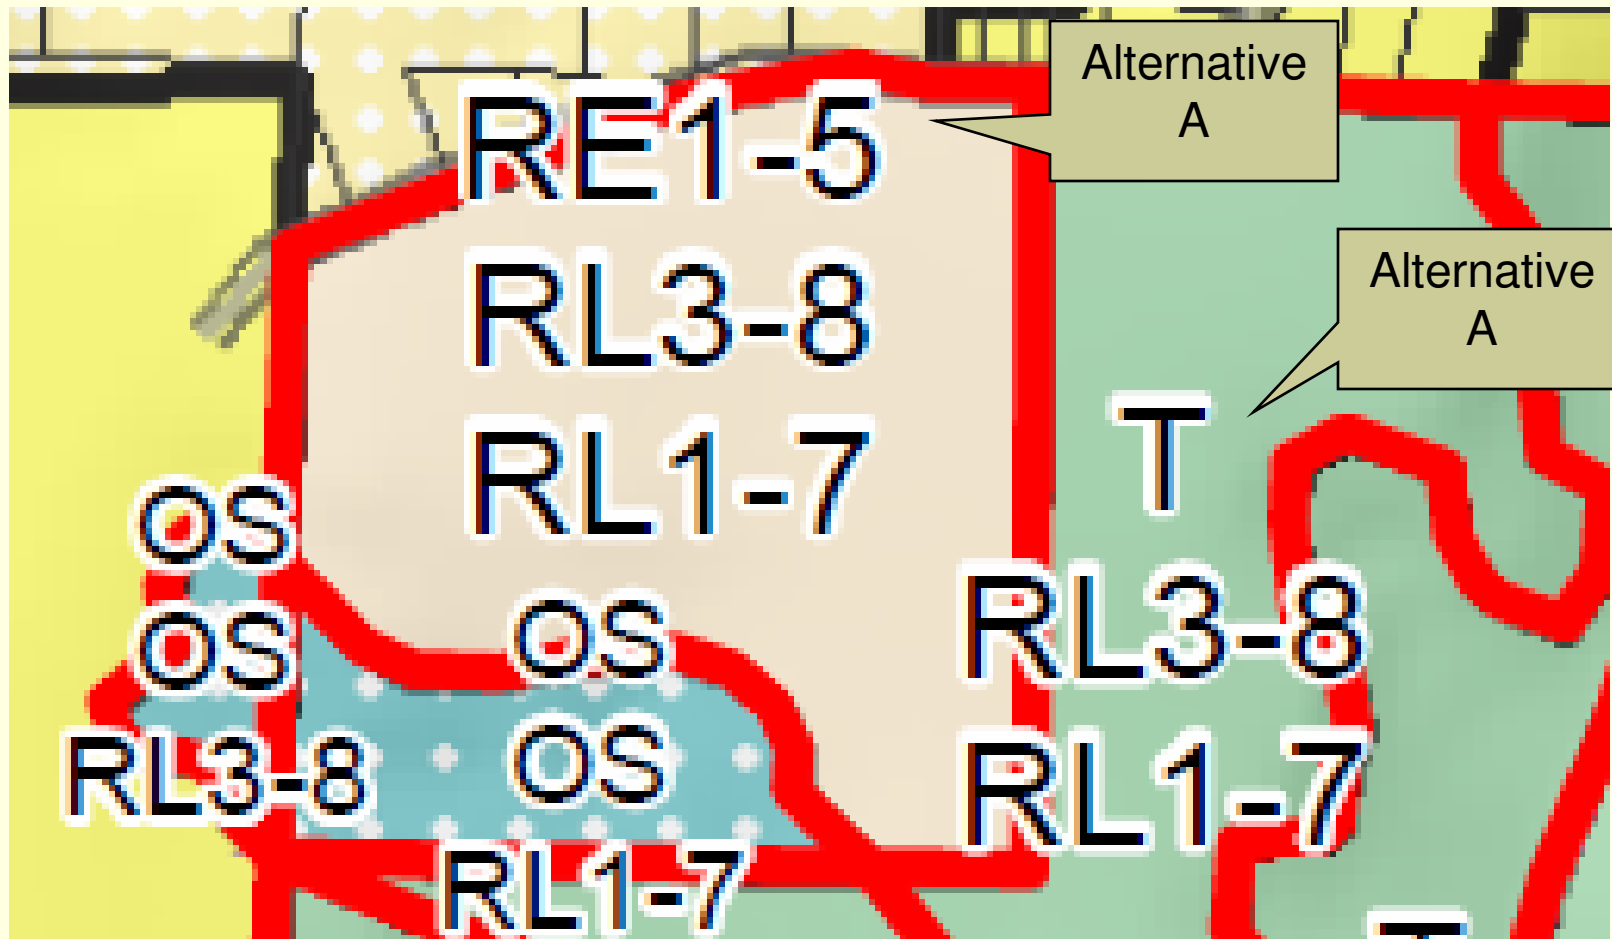 Alternative
A
RE1-5
RL3-8
RL1-7
Alternative
A
T
RL3-8
RL1-7
OS
OS
RL3-8
OS
OS
RL1-7
T